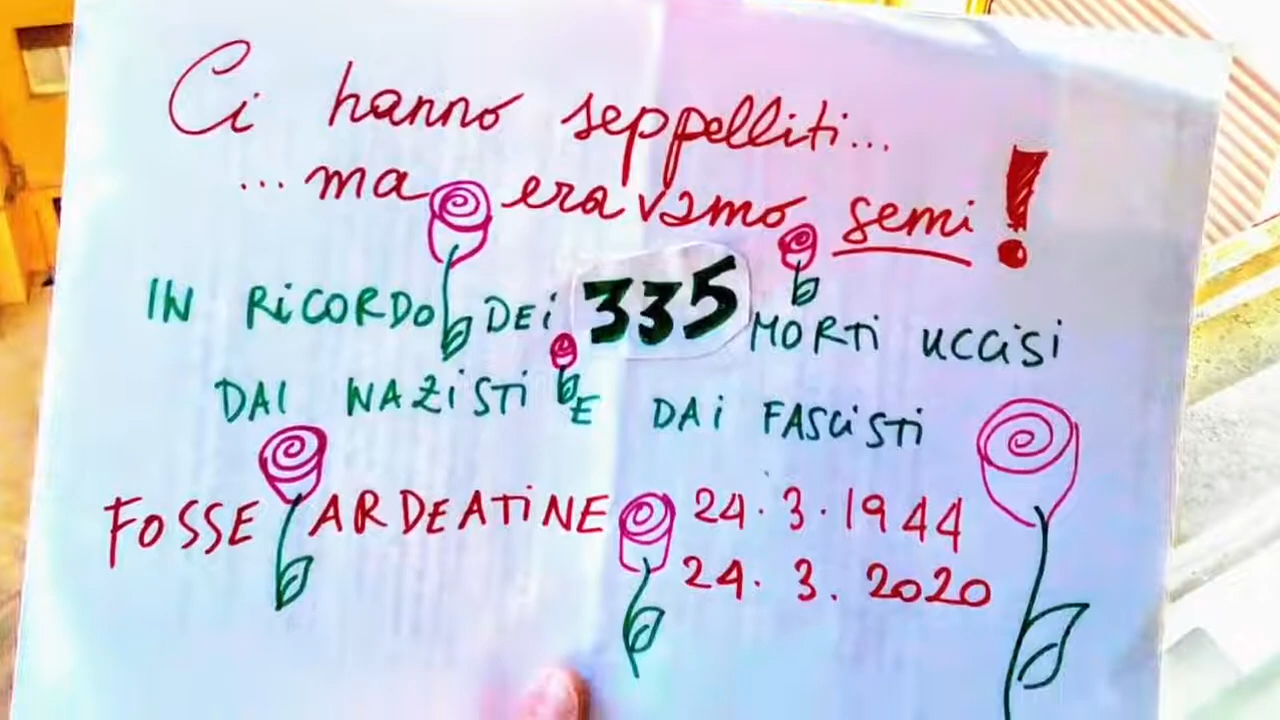 Ci hanno seppelliti...
...ma eravamo semi!
IN RICORDO DEI 335 MORTI UCCISI
DAI NAZISTI E DAI FASCISTI
FOSSE ARDEATINE 24.3.1944
24.3.2020